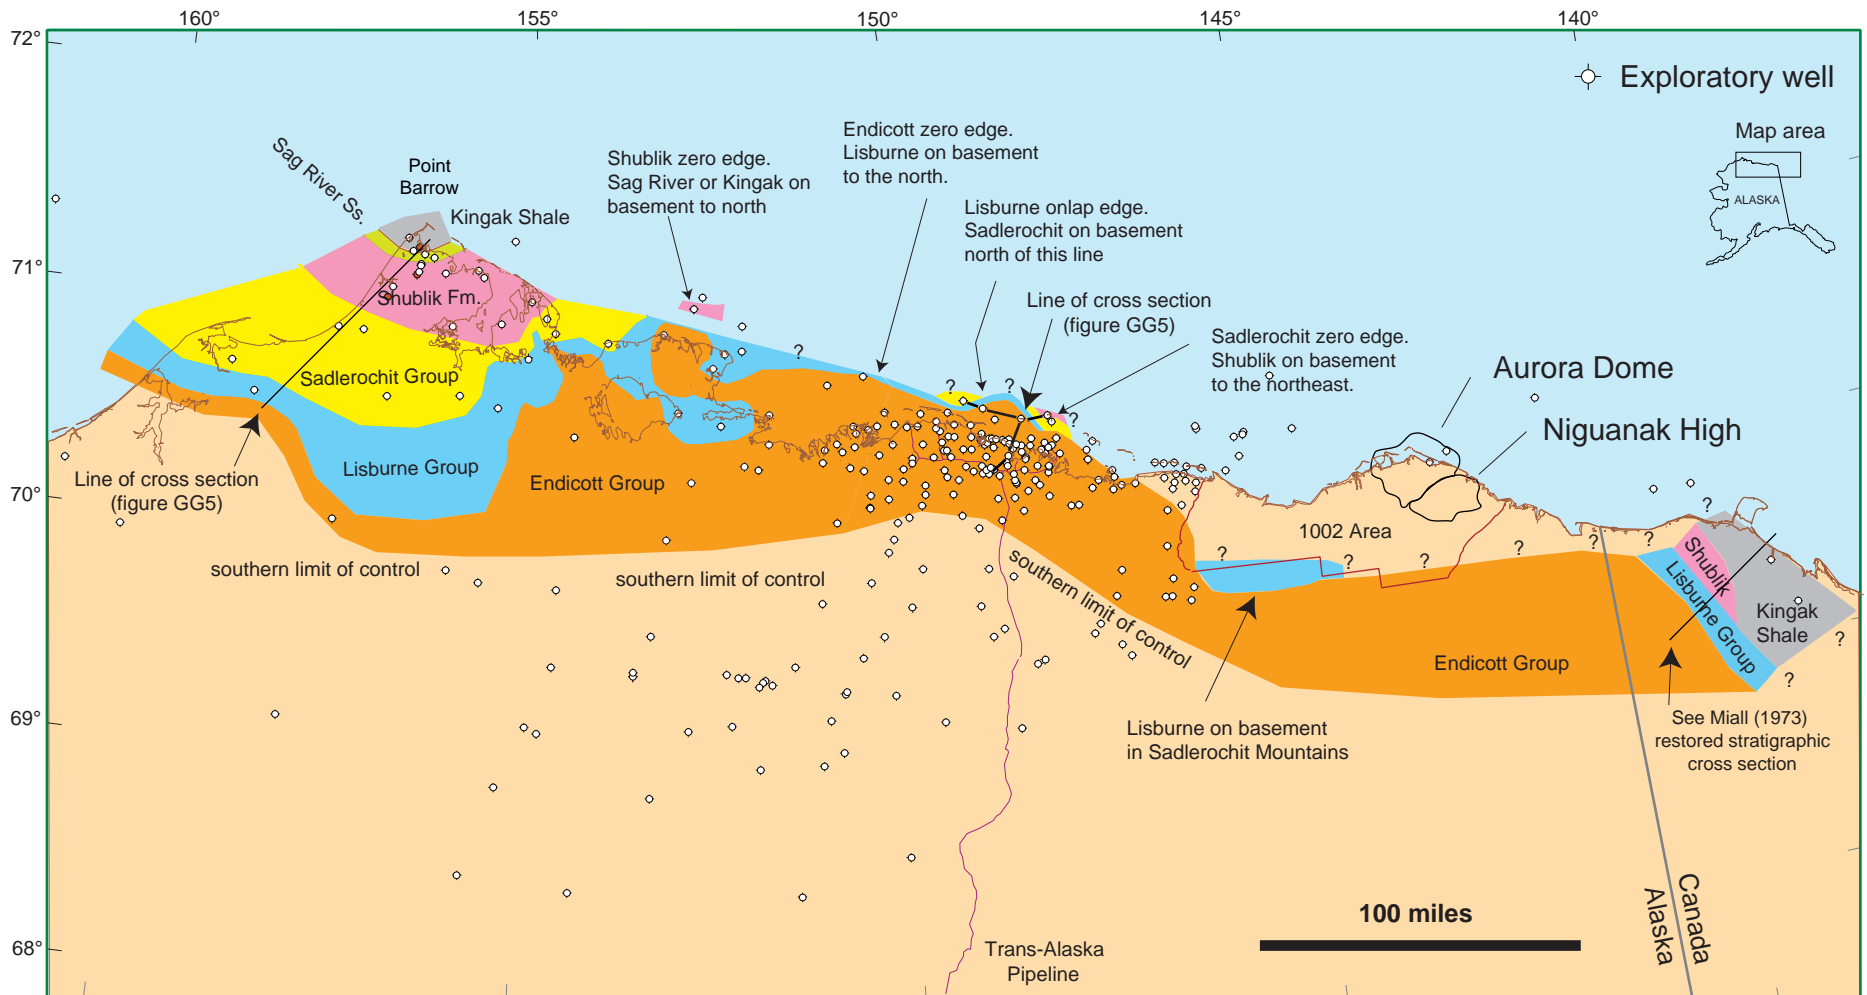 160°
155°
150°
145°
140°
72°
71°
70°
69°
68°
Exploratory well
Map area
ALASKA
Sag River Ss.
Point
Barrow
Kingak Shale
Shublik zero edge.
Sag River or Kingak on
basement to north
Endicott zero edge.
Lisburne on basement
to the north.
Lisburne onlap edge.
Sadlerochit on basement
north of this line
Line of cross section
(figure GG5)
Sadlerochit zero edge.
Shublik on basement
to the northeast.
Aurora Dome
Niguanak High
Shublik Fm.
Sadlerochit Group
Lisburne Group
Endicott Group
Line of cross section
(figure GG5)
?
?
?
?
1002 Area
?
?
?
?
?
?
?
Shublik
Lisburne Group
Kingak
Shale
?
?
southern limit of control
southern limit of control
southern limit of control
Endicott Group
Lisburne on basement
in Sadlerochit Mountains
See Miall (1973)
restored stratigraphic
cross section
100 miles
Trans-Alaska
Pipeline
Alaska
Canada